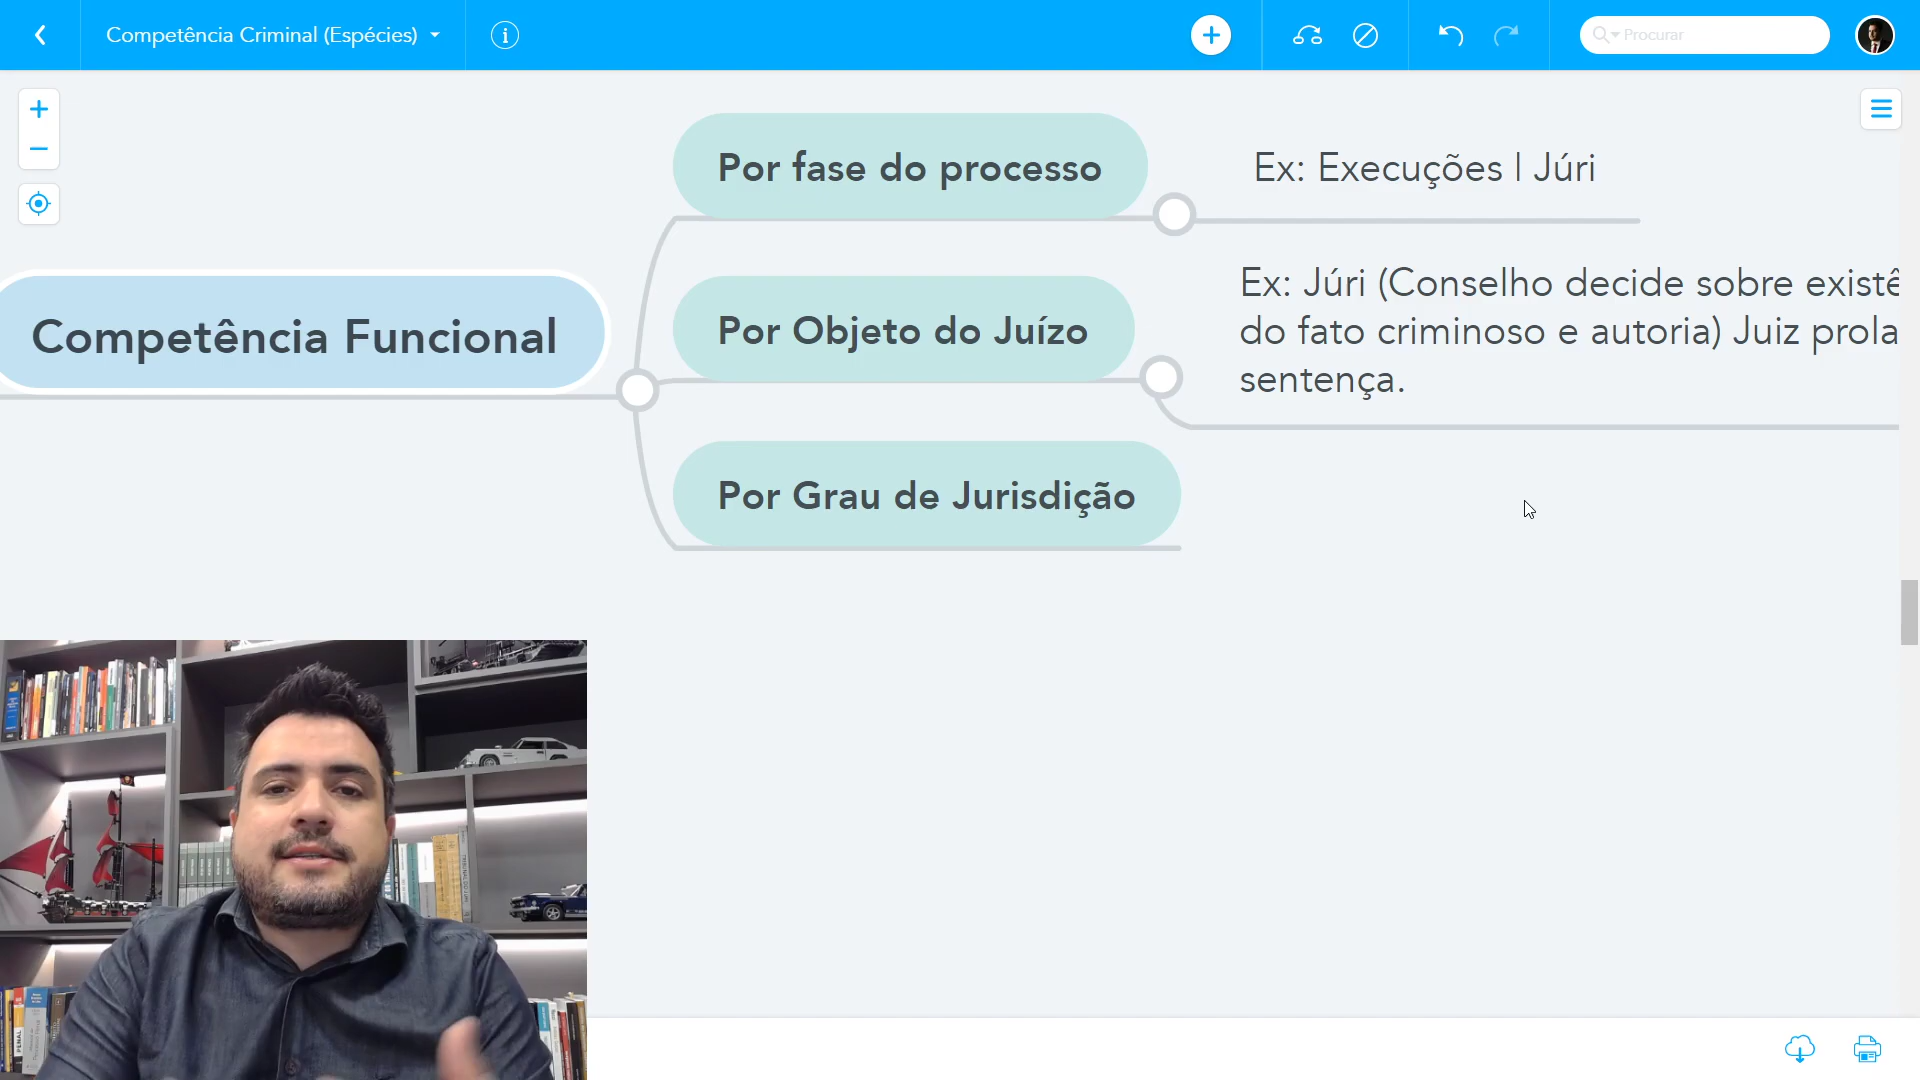 Competência Criminal (Espécies)
Procurar
Por fase do processo
Ex: Execuções | Júri
Competência Funcional
Por Objeto do Juízo
Ex: Júri (Conselho decide sobre existê
do fato criminoso e autoria) Juiz prola
sentença.
Por Grau de Jurisdição
PENAL